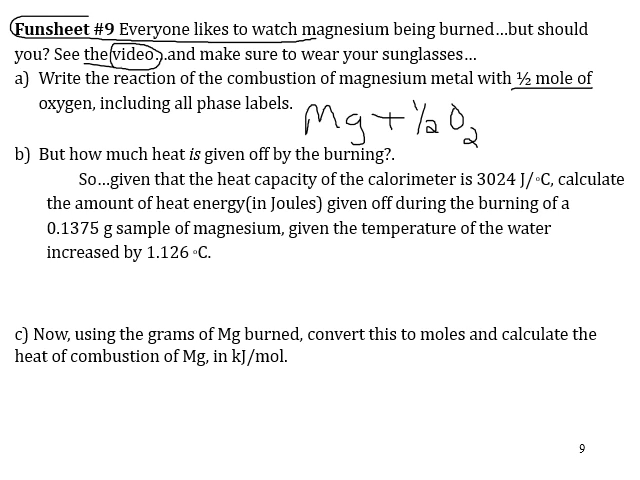 Funsheet #9 Everyone likes to watch magnesium being burned...but should
you? See the video...and make sure to wear your sunglasses...
a) Write the reaction of the combustion of magnesium metal with ½ mole of
oxygen, including all phase labels.
Mg + ½ O₂
b) But how much heat is given off by the burning?.
So...given that the heat capacity of the calorimeter is 3024 J/◦C, calculate
the amount of heat energy(in Joules) given off during the burning of a
0.1375 g sample of magnesium, given the temperature of the water
increased by 1.126 ◦C.
c) Now, using the grams of Mg burned, convert this to moles and calculate the
heat of combustion of Mg, in kJ/mol.
9